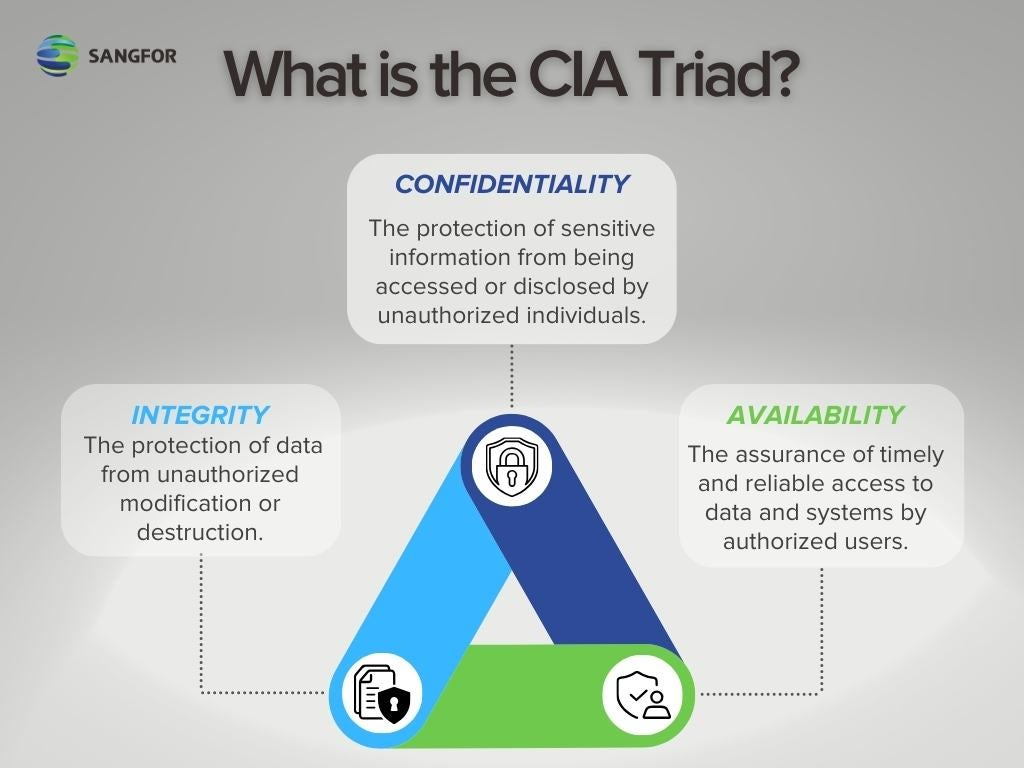 SANGFOR
What is the CIA Triad?
CONFIDENTIALITY
The protection of sensitive
information from being
accessed or disclosed by
unauthorized individuals.
INTEGRITY
The protection of data
from unauthorized
modification or
destruction.
AVAILABILITY
The assurance of timely
and reliable access to
data and systems by
authorized users.